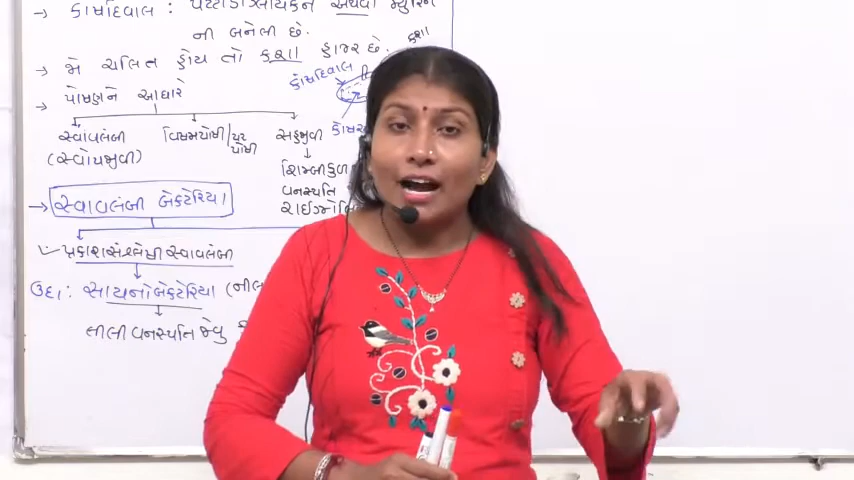 → કોષદિવાલ : પેપ્ટીડોગ્લાયકેન અથવા મ્યુરિન
ની બનેલી છે.
→ જો ચલિત હોય તો કશા હાજર છે.
કશા
કોષદિવાલ
→ પોષણને આધારે
સ્વાવલંબી
(સ્વોપજીવી)
વિષમપોષી/પર પોષી
સહજીવી
શિમ્બીકુળ
વનસ્પતિ
→ સ્વાવલંબી બેક્ટેરિયા
પ્રકાશસંશ્લેષી સ્વાવલંબી
ઉદા: સાયનોબેક્ટેરિયા (નીલ
લીલી વનસ્પતિ જેવુ